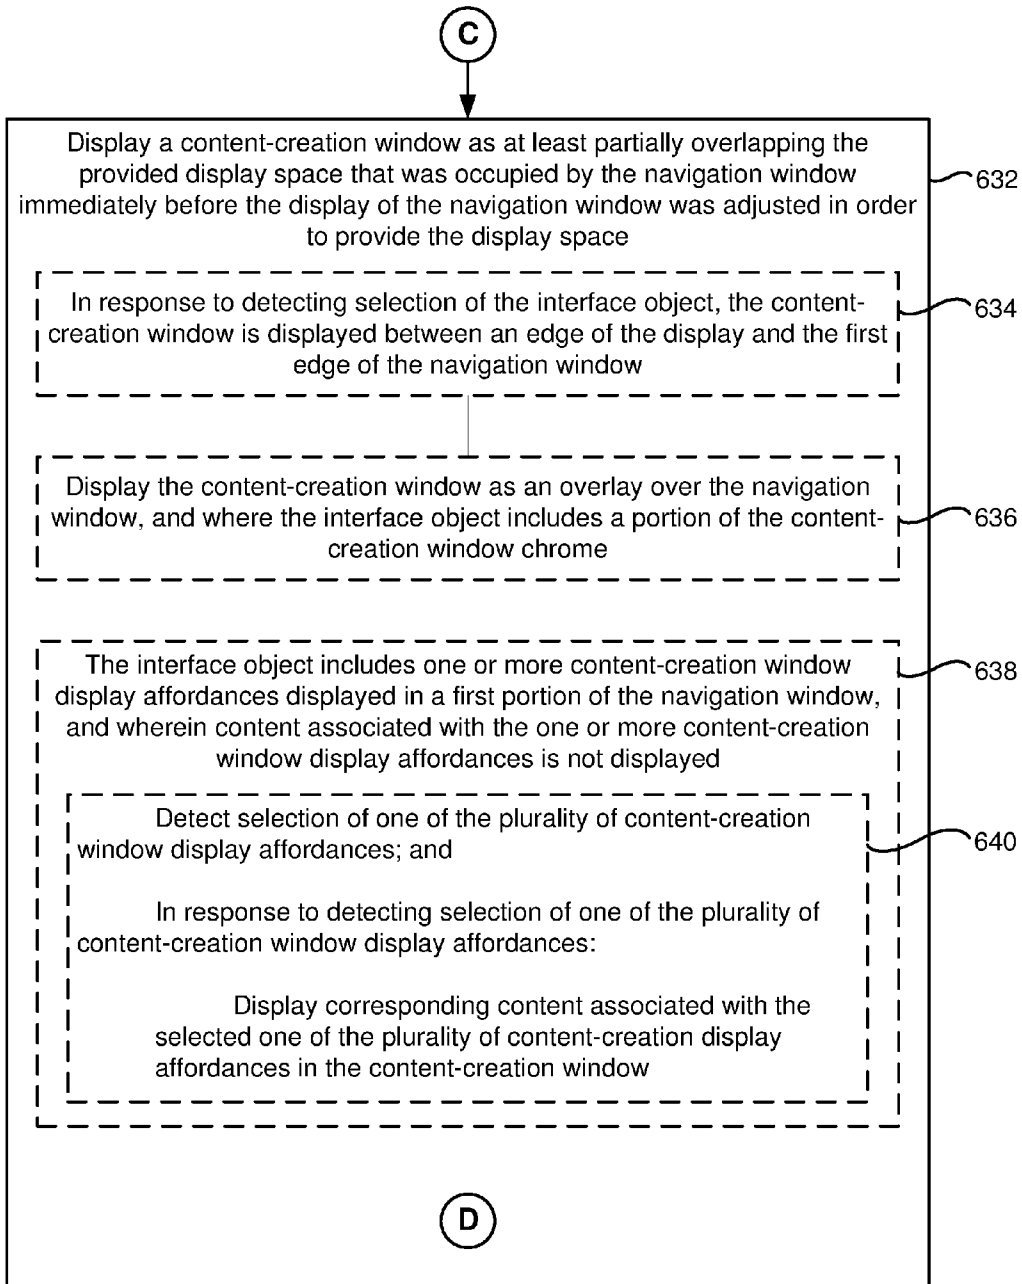 C
Display a content-creation window as at least partially overlapping the
provided display space that was occupied by the navigation window
immediately before the display of the navigation window was adjusted in order
to provide the display space
632
In response to detecting selection of the interface object, the content-
creation window is displayed between an edge of the display and the first
edge of the navigation window
634
Display the content-creation window as an overlay over the navigation
window, and where the interface object includes a portion of the content-
creation window chrome
636
The interface object includes one or more content-creation window
display affordances displayed in a first portion of the navigation window,
and wherein content associated with the one or more content-creation
window display affordances is not displayed
638
Detect selection of one of the plurality of content-creation
window display affordances; and
640
In response to detecting selection of one of the plurality of
content-creation window display affordances:
Display corresponding content associated with the
selected one of the plurality of content-creation display
affordances in the content-creation window
D